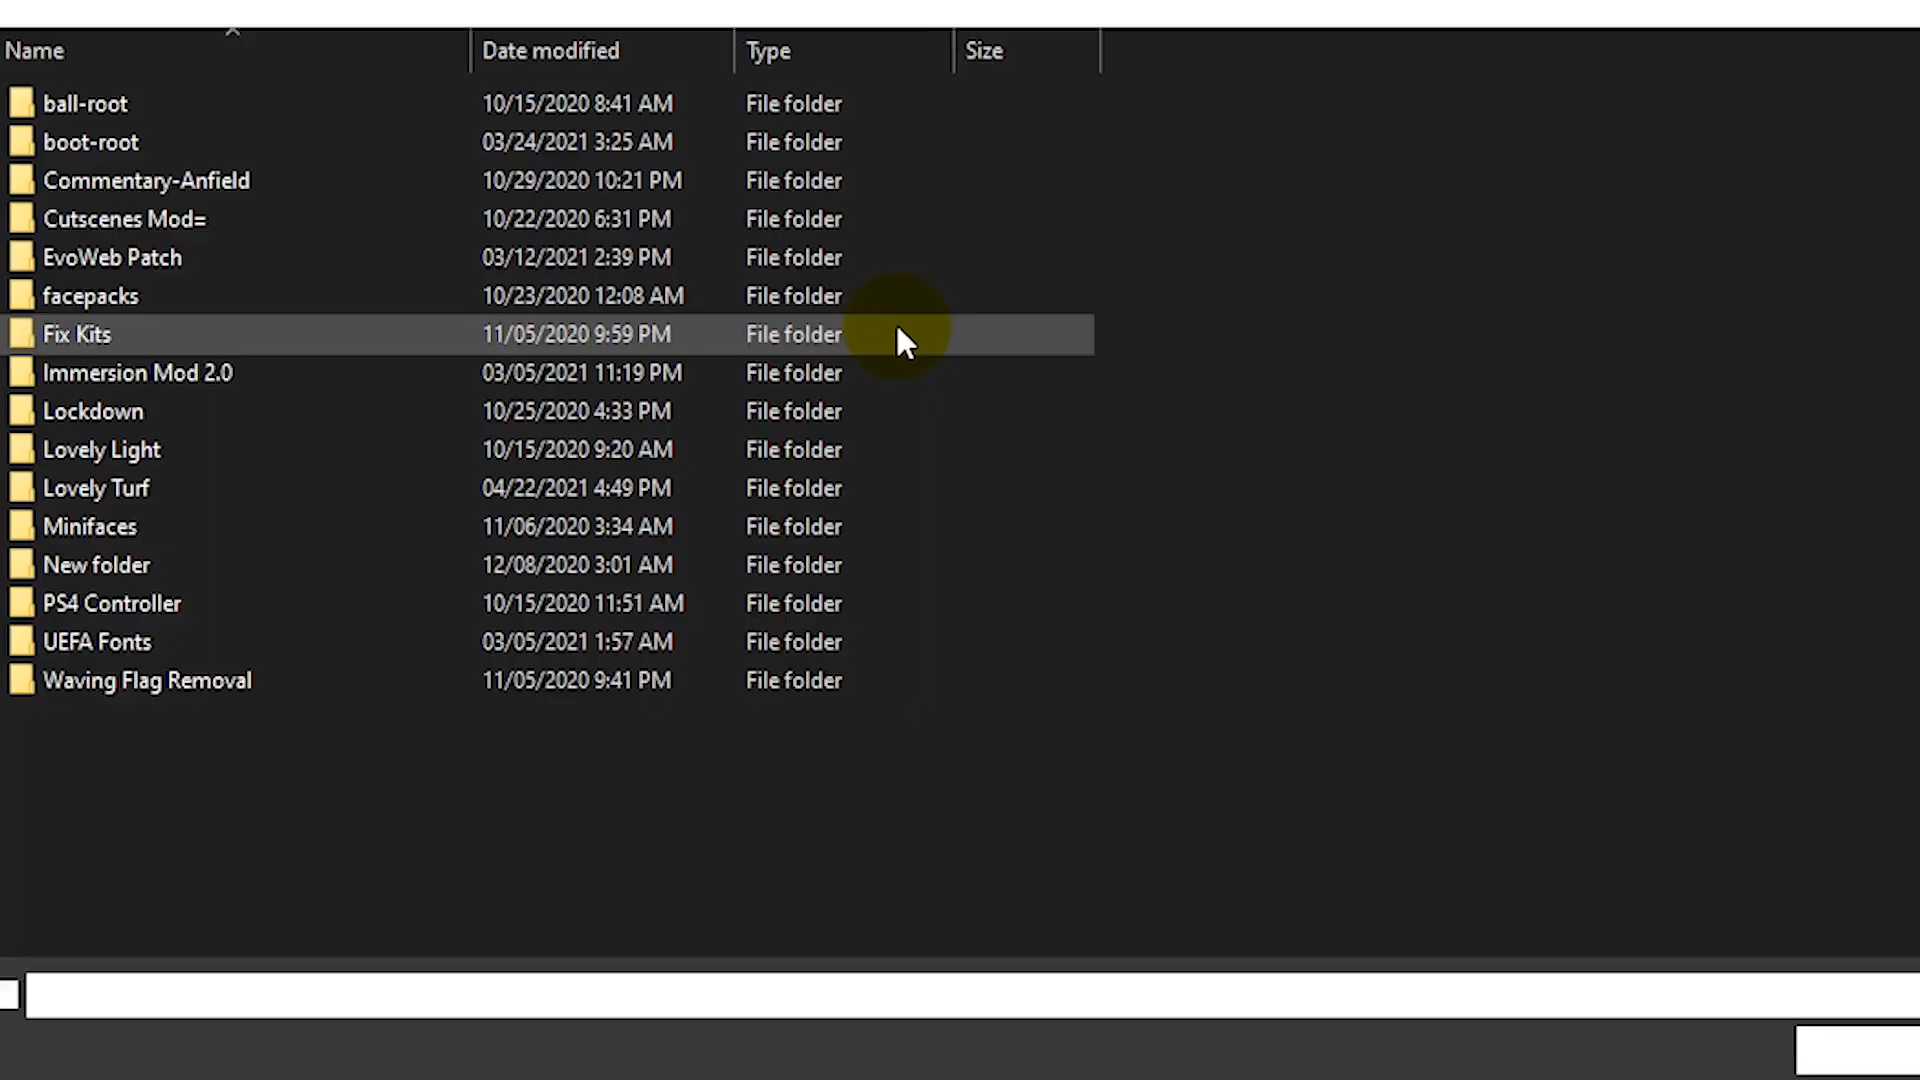 Name Date modified Type Size
ball-root 10/15/2020 8:41 AM File folder
boot-root 03/24/2021 3:25 AM File folder
Commentary-Anfield 10/29/2020 10:21 PM File folder
Cutscenes Mod= 10/22/2020 6:31 PM File folder
EvoWeb Patch 03/12/2021 2:39 PM File folder
facepacks 10/23/2020 12:08 AM File folder
Fix Kits 11/05/2020 9:59 PM File folder
Immersion Mod 2.0 03/05/2021 11:19 PM File folder
Lockdown 10/25/2020 4:33 PM File folder
Lovely Light 10/15/2020 9:20 AM File folder
Lovely Turf 04/22/2021 4:49 PM File folder
Minifaces 11/06/2020 3:34 AM File folder
New folder 12/08/2020 3:01 AM File folder
PS4 Controller 10/15/2020 11:51 AM File folder
UEFA Fonts 03/05/2021 1:57 AM File folder
Waving Flag Removal 11/05/2020 9:41 PM File folder